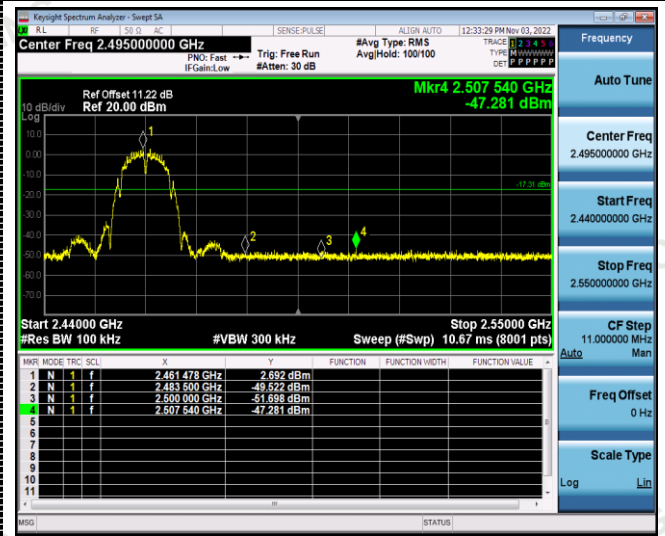 Keysight Spectrum Analyzer - Swept SA
RL RF 50 Ω AC SENSE:PULSE ALIGN AUTO 12:33:29 PM Nov 03, 2022
Center Freq 2.495000000 GHz
PNO: Fast
IFGain:Low
Trig: Free Run
#Atten: 30 dB
#Avg Type: RMS
Avg|Hold: 100/100
TRACE 1 2 3 4 5 6
TYPE M
DET P P P P P P
Ref Offset 11.22 dB
Ref 20.00 dBm
10 dB/div
Log
Mkr4 2.507 540 GHz
-47.281 dBm
10.0
0.00
-10.0
-20.0
-30.0
-40.0
-50.0
-60.0
-70.0
1
2
3
4
-17.31 dBm
Start 2.44000 GHz Stop 2.55000 GHz
#Res BW 100 kHz #VBW 300 kHz Sweep (#Swp) 10.67 ms (8001 pts)
MKR MODE TRC SCL X Y FUNCTION FUNCTION WIDTH FUNCTION VALUE
1 N 1 f 2.461 478 GHz 2.692 dBm
2 N 1 f 2.483 500 GHz -49.522 dBm
3 N 1 f 2.500 000 GHz -51.698 dBm
4 N 1 f 2.507 540 GHz -47.281 dBm
5
6
7
8
9
10
11
MSG STATUS
Frequency
Auto Tune
Center Freq
2.495000000 GHz
Start Freq
2.440000000 GHz
Stop Freq
2.550000000 GHz
CF Step
11.000000 MHz
Auto Man
Freq Offset
0 Hz
Scale Type
Log Lin